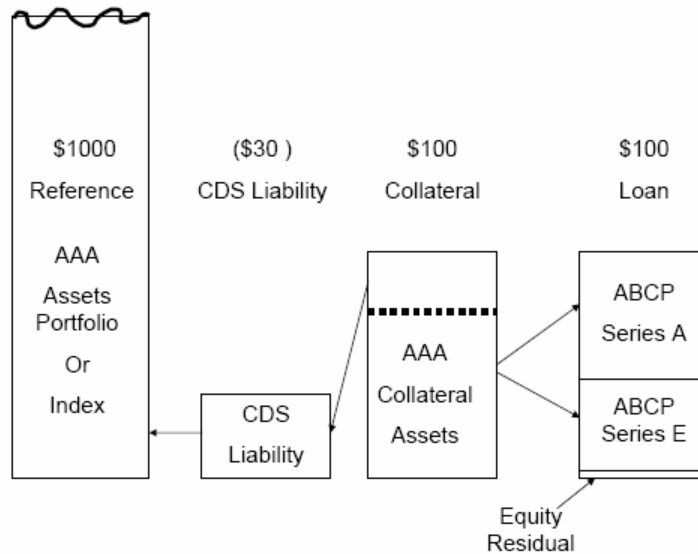 $1000
Reference
($30 )
CDS Liability
$100
Collateral
$100
Loan
AAA
Assets
Portfolio
Or
Index
CDS
Liability
AAA
Collateral
Assets
ABCP
Series A
ABCP
Series E
Equity
Residual